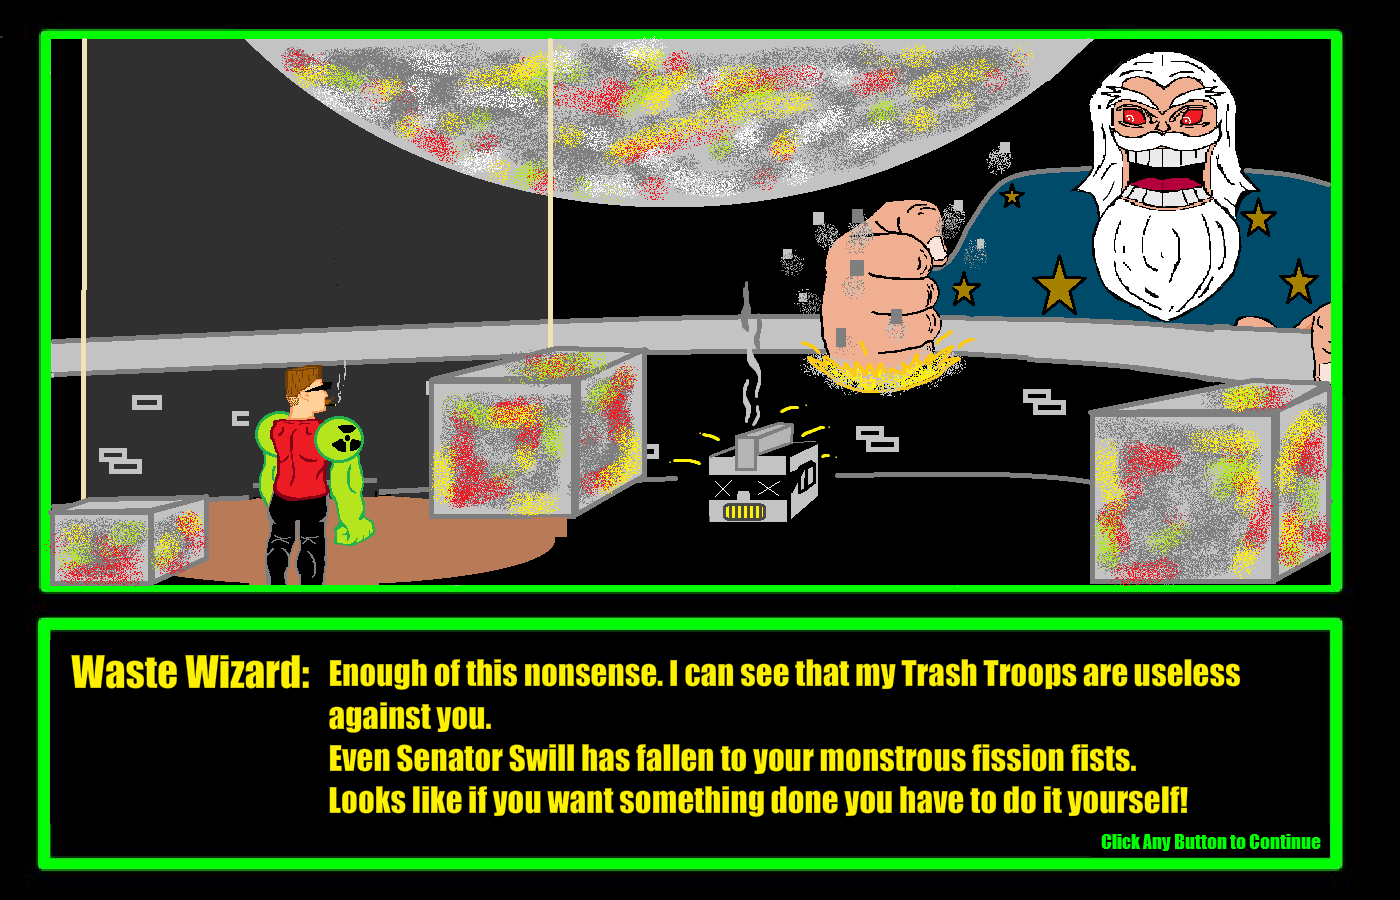 Waste Wizard: Enough of this nonsense. I can see that my Trash Troops are useless
against you.
Even Senator Swill has fallen to your monstrous fission fists.
Looks like if you want something done you have to do it yourself!
Click Any Button to Continue